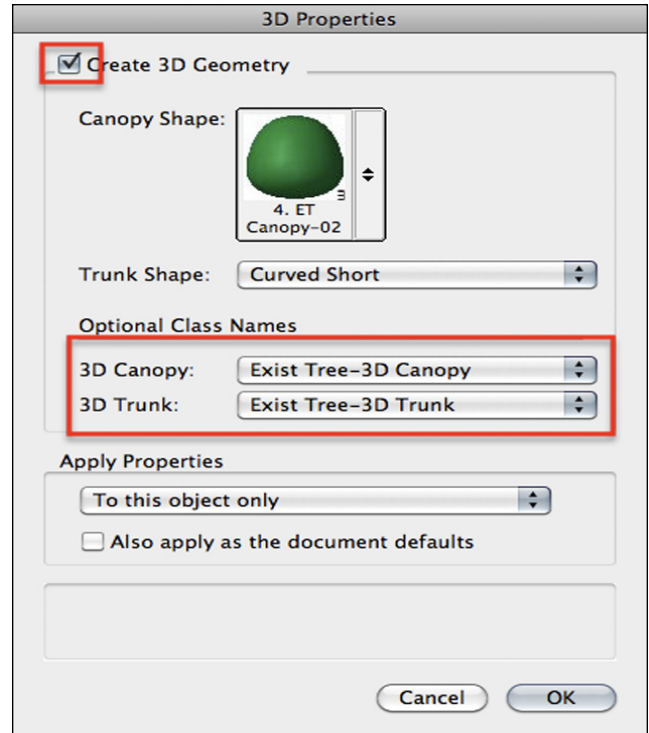 3D Properties
Create 3D Geometry
Canopy Shape:
3
4. ET
Canopy-02
Trunk Shape: Curved Short
Optional Class Names
3D Canopy: Exist Tree-3D Canopy
3D Trunk: Exist Tree-3D Trunk
Apply Properties
To this object only
Also apply as the document defaults
Cancel OK